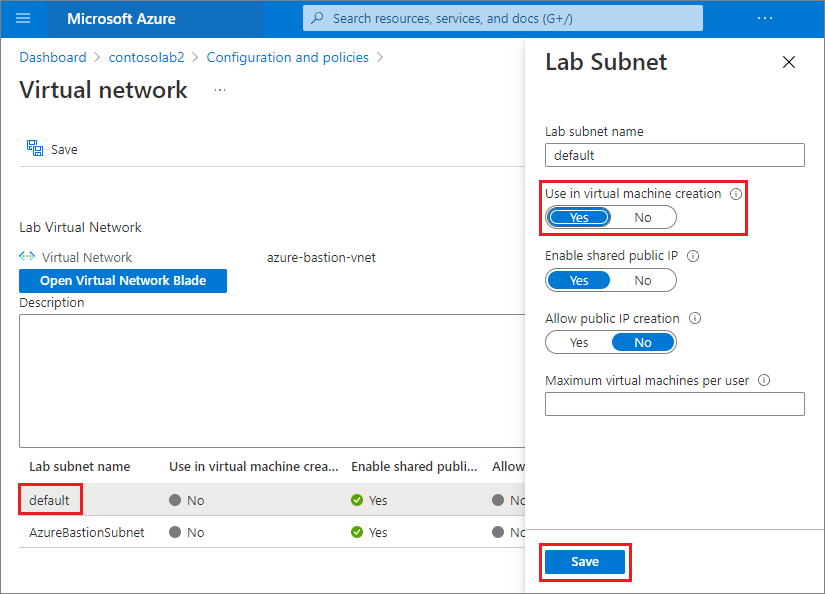 Microsoft Azure
Search resources, services, and docs (G+/)
...
Dashboard > contosolab2 > Configuration and policies >
Virtual network ...
Save
Lab Virtual Network
Virtual Network azure-bastion-vnet
Open Virtual Network Blade
Description
Lab subnet name Use in virtual machine crea... Enable shared publi... Allow
default No Yes No
AzureBastionSubnet No Yes No
Lab Subnet
Lab subnet name
default
Use in virtual machine creation
Yes No
Enable shared public IP
Yes No
Allow public IP creation
Yes No
Maximum virtual machines per user
Save